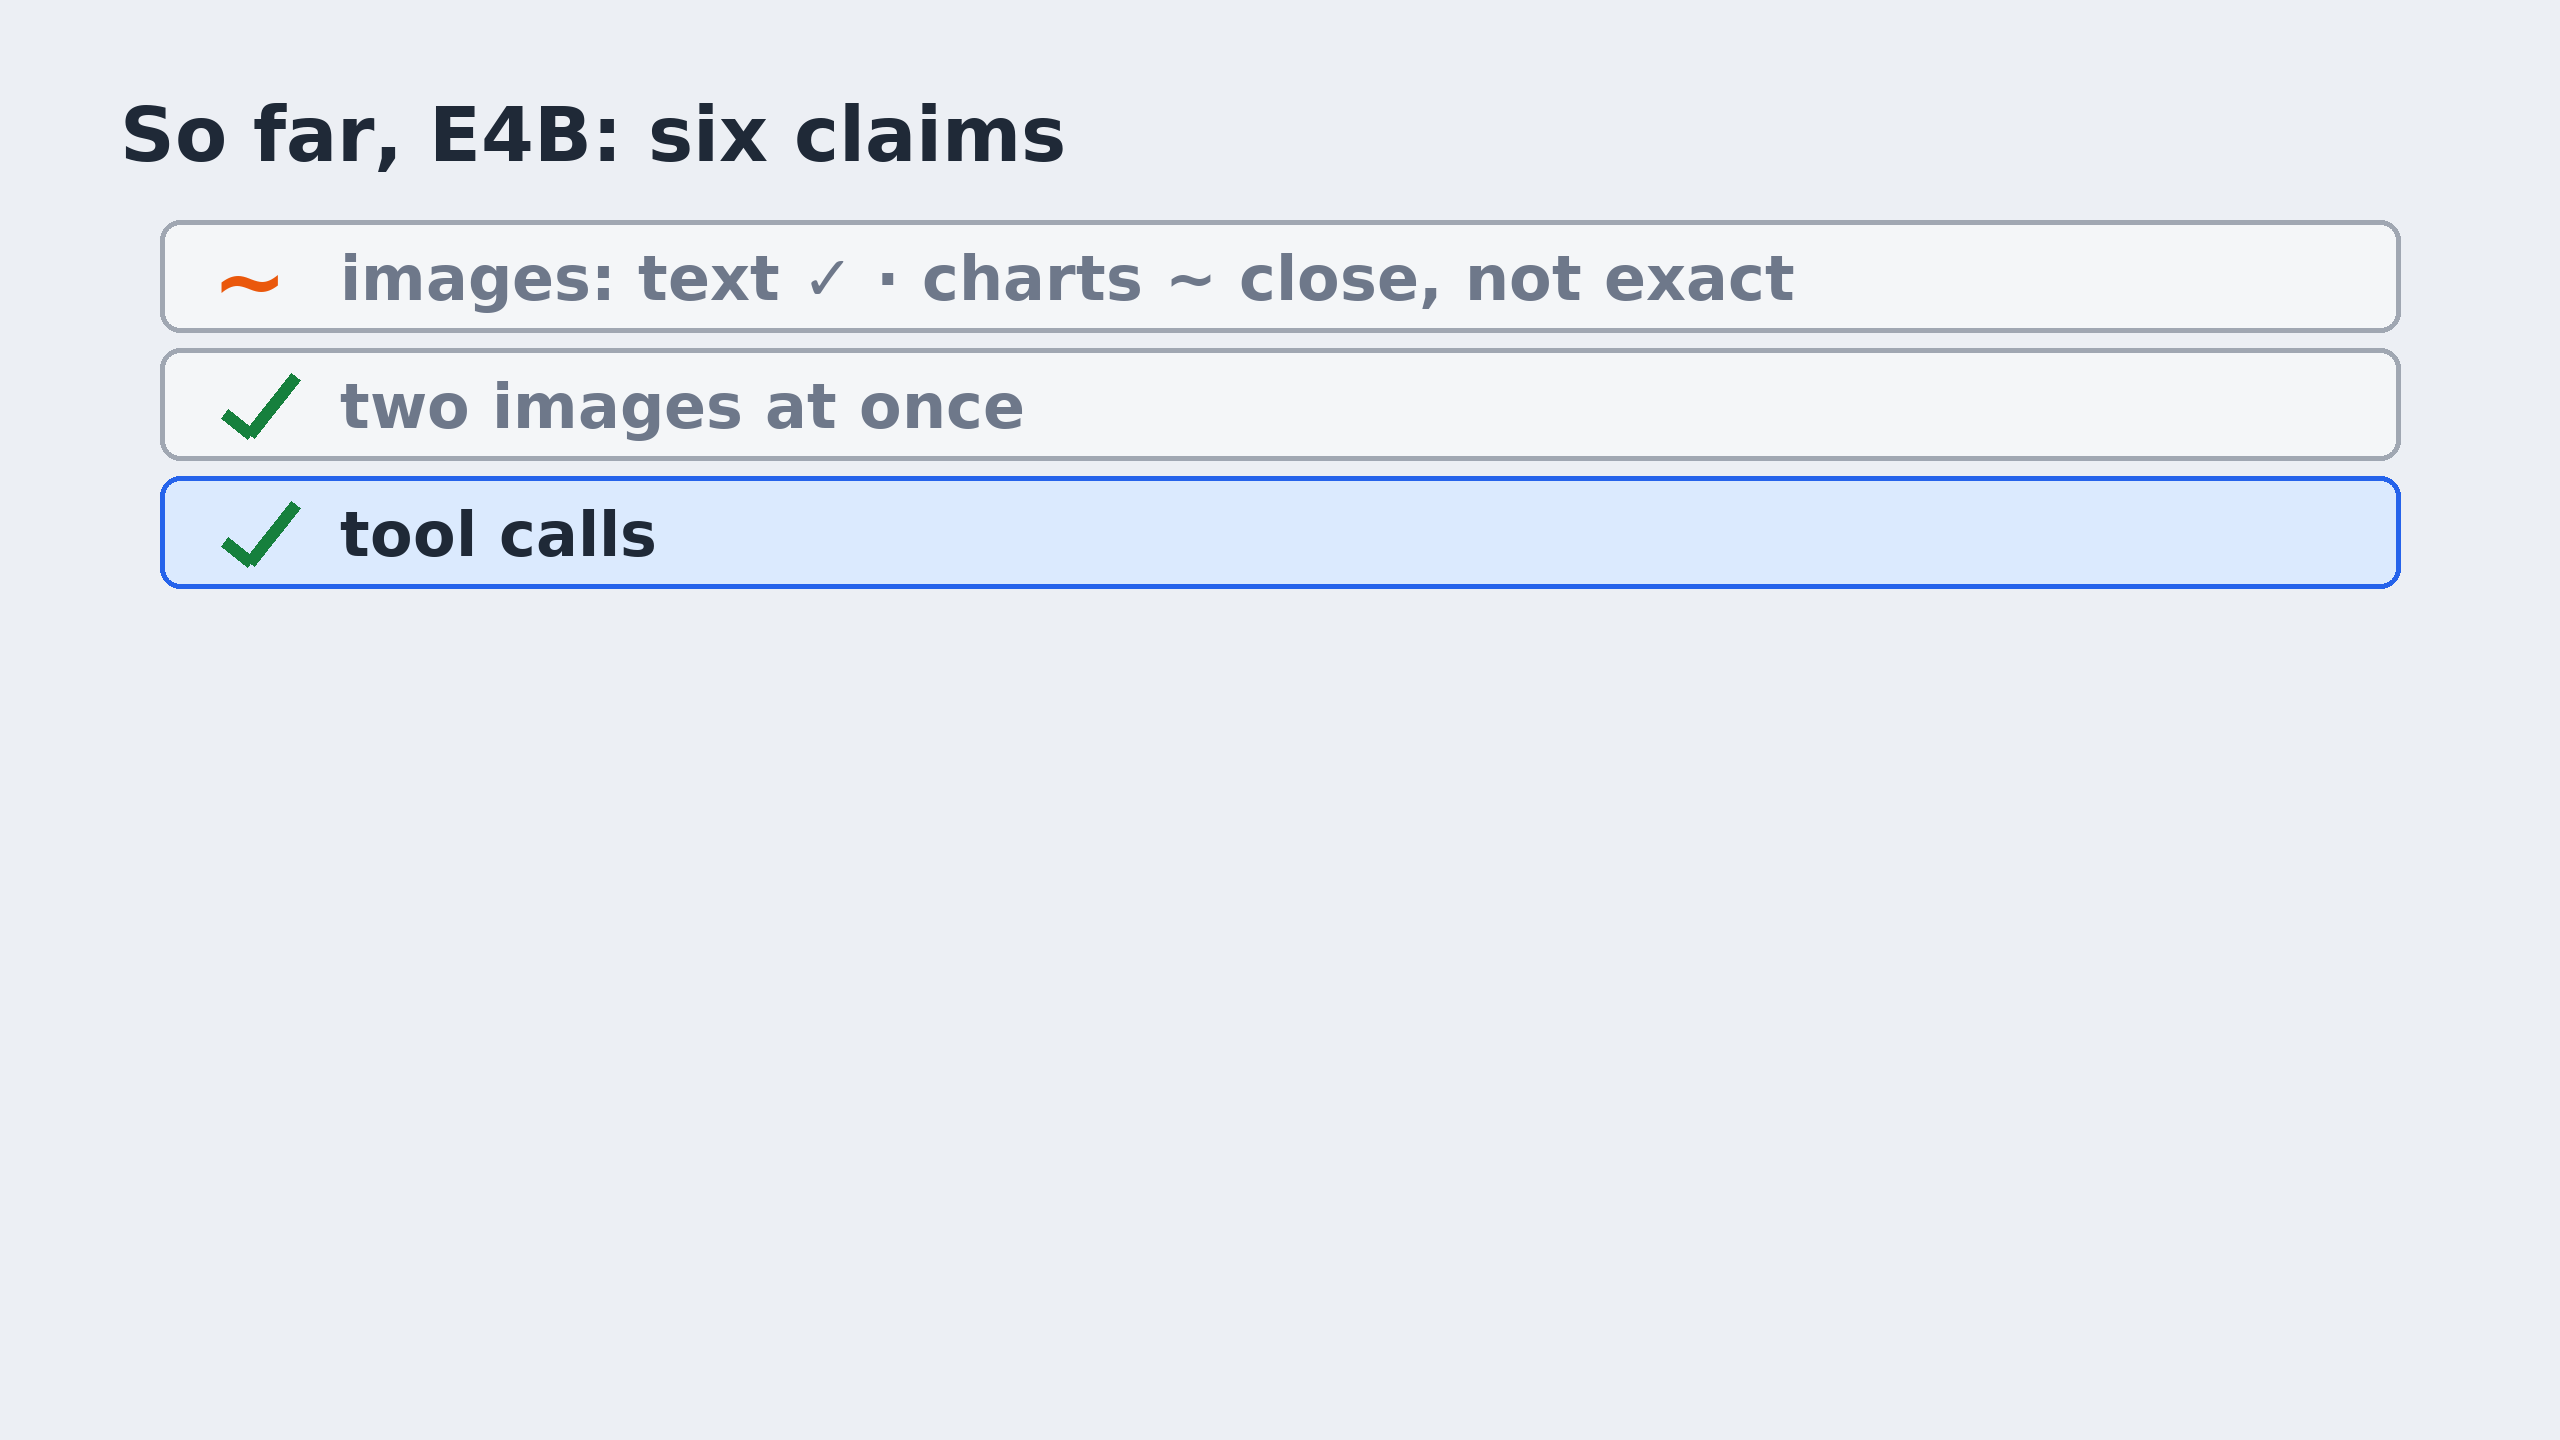 So far, E4B: six claims
~ images: text ✓ · charts ~ close, not exact
✓ two images at once
✓ tool calls